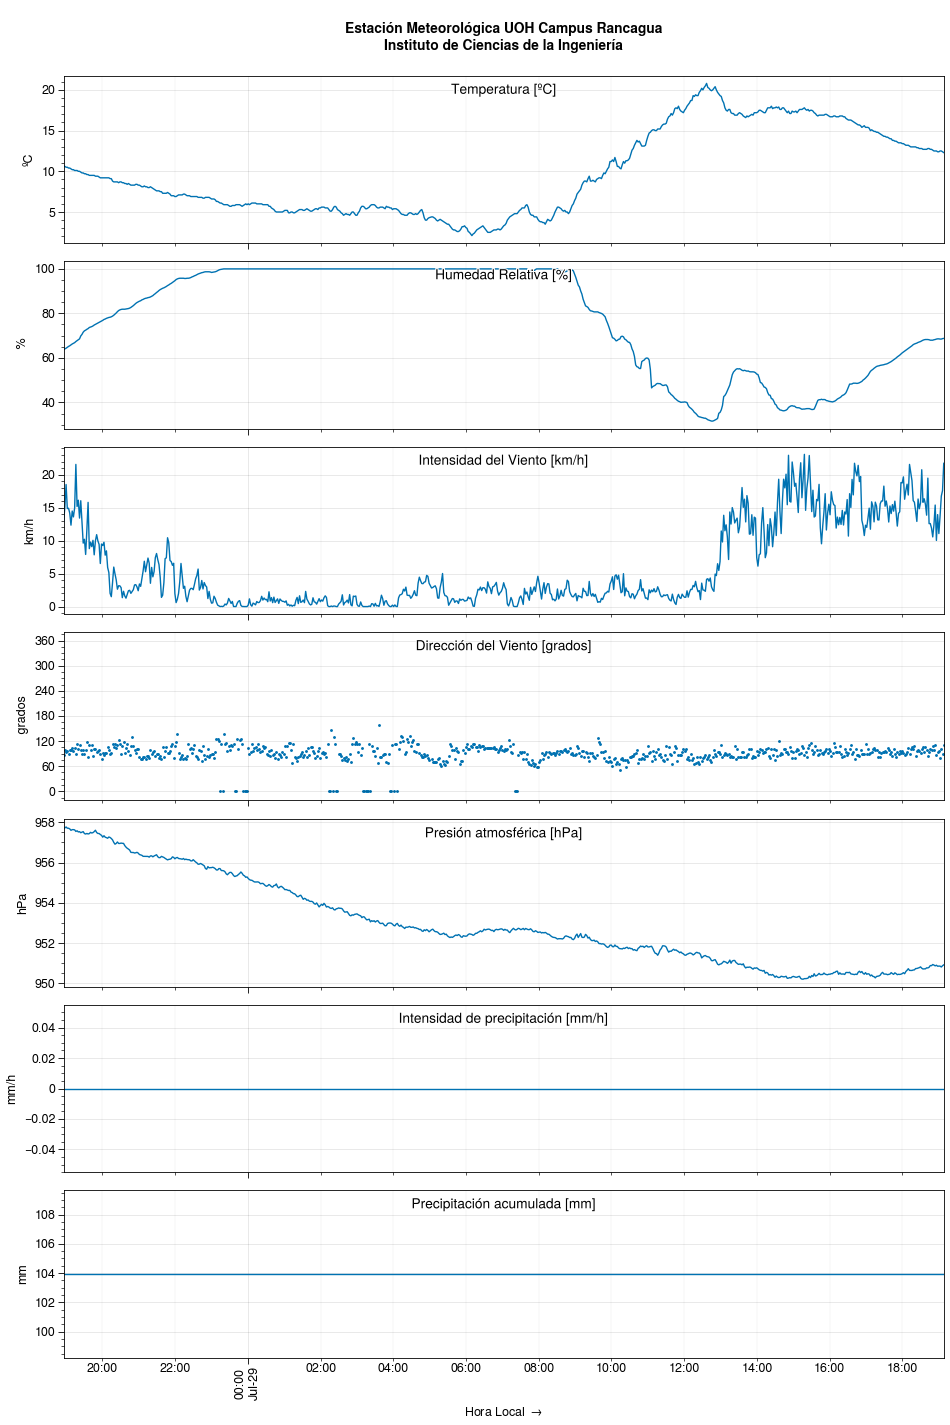 Estación Meteorológica UOH Campus Rancagua
Instituto de Ciencias de la Ingeniería
Temperatura [ºC]
20
15
10
5
ºC
Humedad Relativa [%]
100
80
60
40
%
Intensidad del Viento [km/h]
20
15
10
5
0
km/h
Dirección del Viento [grados]
360
300
240
180
120
60
0
grados
Presión atmosférica [hPa]
958
956
954
952
950
hPa
Intensidad de precipitación [mm/h]
0.04
0.02
0
−0.02
−0.04
mm/h
Precipitación acumulada [mm]
108
106
104
102
100
mm
20:00 22:00 00:00 02:00 04:00 06:00 08:00 10:00 12:00 14:00 16:00 18:00
Jul-29
Hora Local →